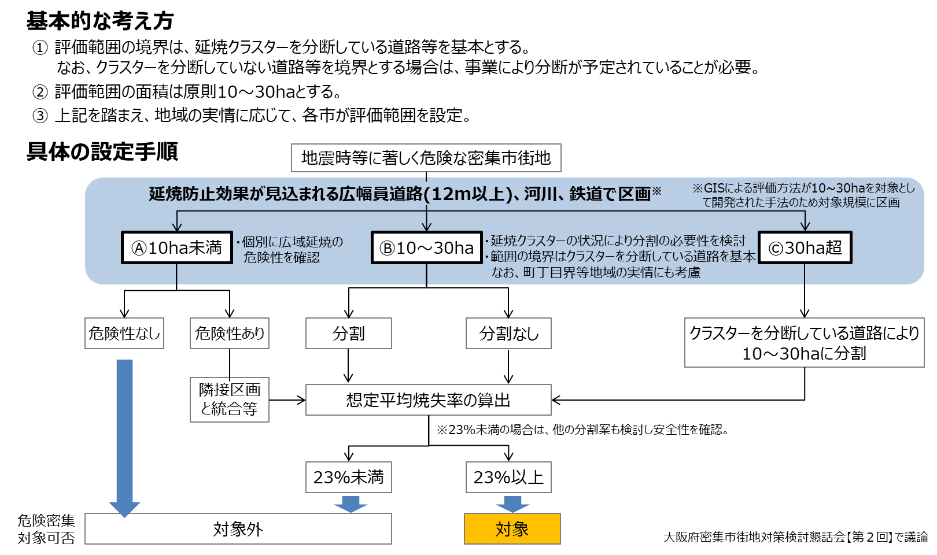 基本的な考え方
① 評価範囲の境界は、延焼クラスターを分断している道路等を基本とする。
なお、クラスターを分断していない道路等を境界とする場合は、事業により分断が予定されていることが必要。
② 評価範囲の面積は原則10～30haとする。
③ 上記を踏まえ、地域の実情に応じて、各市が評価範囲を設定。
具体の設定手順
地震時等に著しく危険な密集市街地
延焼防止効果が見込まれる広幅員道路(12m以上)、河川、鉄道で区画※
※GISによる評価方法が10～30haを対象とし
て開発された手法のため対象規模に区画
Ⓐ10ha未満
・個別に広域延焼の
危険性を確認
Ⓑ10～30ha
・延焼クラスターの状況により分割の必要性を検討
・範囲の境界はクラスターを分断している道路を基本
なお、町丁目界等地域の実情にも考慮
Ⓒ30ha超
危険性なし
危険性あり
分割
分割なし
クラスターを分断している道路により
10～30haに分割
隣接区画
と統合等
想定平均焼失率の算出
※23%未満の場合は、他の分割案も検討し安全性を確認。
23%未満
23%以上
危険密集
対象可否
対象外
対象
大阪府密集市街地対策検討懇話会【第２回】で議論